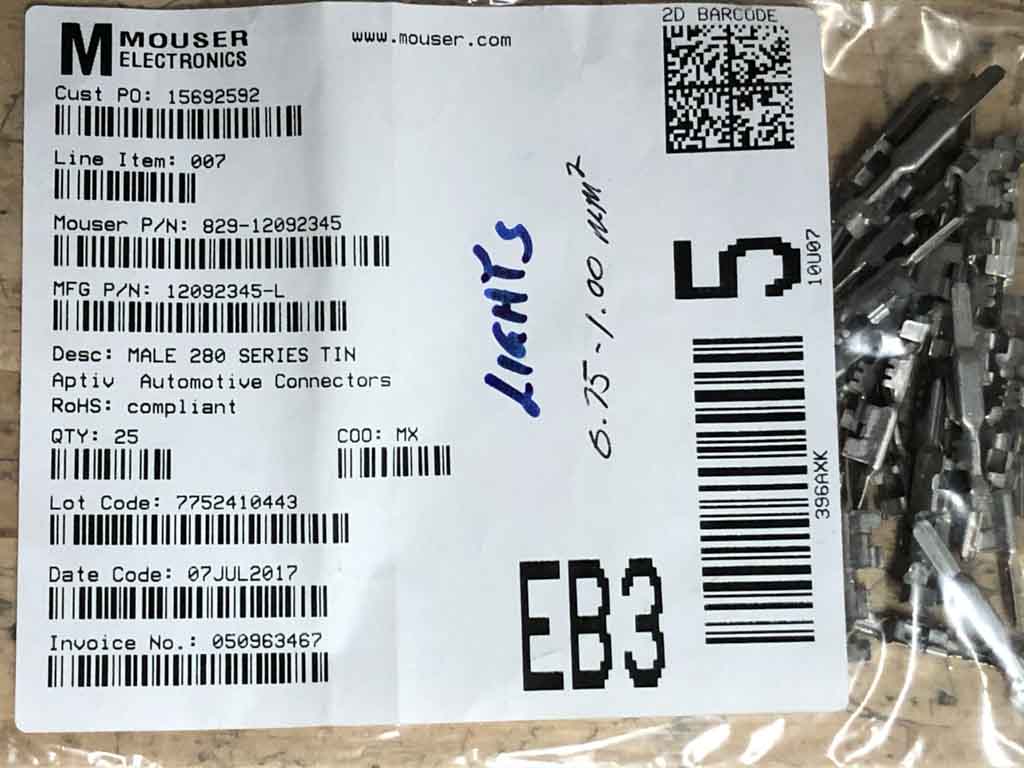 M MOUSER
ELECTRONICS
www.mouser.com
2D BARCODE
Cust PO: 15692592
Line Item: 007
Mouser P/N: 829-12092345
MFG P/N: 12092345-L
Desc: MALE 280 SERIES TIN
Aptiv Automotive Connectors
RoHS: compliant
QTY: 25
COO: MX
Lot Code: 7752410443
Date Code: 07JUL2017
Invoice No.: 050963467
LIGHTS
0.75-1.00 mm²
5
10U07
396AXK
EB3